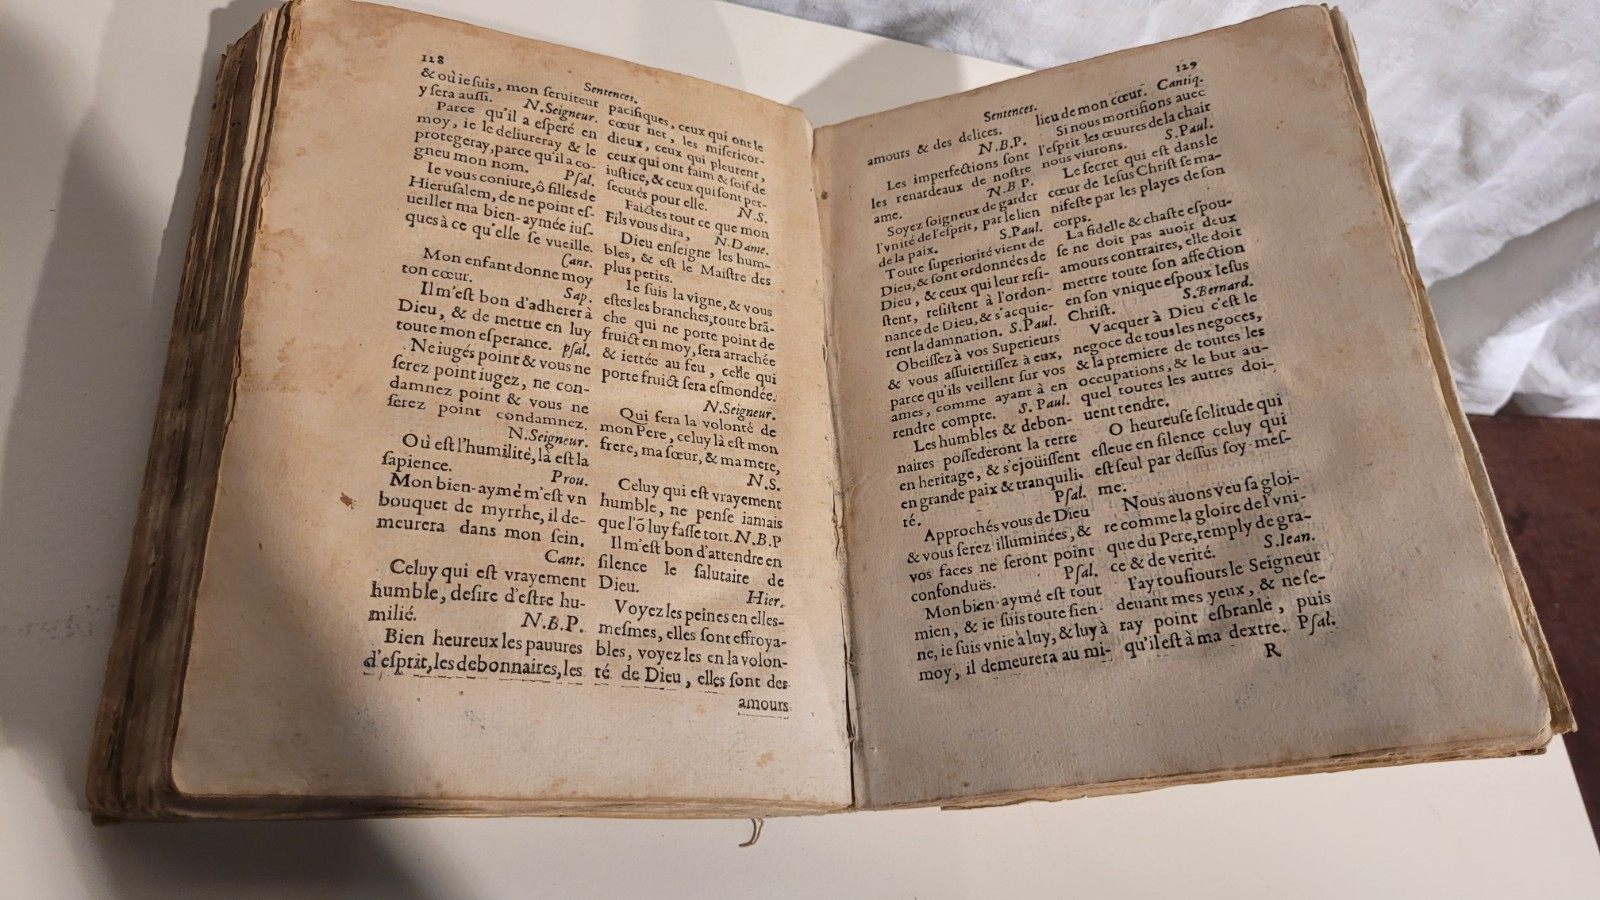 128
Sentences.
& où ie suis, mon seruiteur
y sera aussi. N.Seigneur.
Parce qu'il a esperé en
moy, ie le deliureray & le
protegeray, parce qu'il a co-
gneu mon nom. Psal.
Ie vous coniure, ô filles de
Hierusalem, de ne point es-
ueiller ma bien-aymée ius-
ques à ce qu'elle se vueille.
Cant.
Mon enfant donne moy
ton cœur. Sap.
Il m'est bon d'adherer à
Dieu, & de mettre en luy
toute mon esperance. psal.
Ne iugés point & vous ne
serez point iugez, ne con-
damnez point & vous ne
serez point condamnez.
N.Seigneur.
Où est l'humilité, là est la
sapience. Prou.
Mon bien-aymé m'est vn
bouquet de myrrhe, il de-
meurera dans mon sein.
Cant.
Celuy qui est vrayement
humble, desire d'estre hu-
milié. N.B.P.
Bien heureux les pauures
d'esprit, les debonnaires, les
pacifiques, ceux qui ont le
cœur net, les misericor-
dieux, ceux qui pleurent,
ceux qui ont faim & soif de
iustice, & ceux qui sont per-
secutés pour elle. N.S.
Faictes tout ce que mon
Fils vous dira, N.Dame.
Dieu enseigne les hum-
bles, & est le Maistre des
plus petits.
Ie suis la vigne, & vous
estes les branches, toute brã-
che qui ne porte point de
fruict en moy, sera arrachée
& iettée au feu, celle qui
porte fruict sera esmondée.
N.Seigneur.
Qui fera la volonté de
mon Pere, celuy là est mon
frere, ma sœur, & ma mere,
N.S.
Celuy qui est vrayement
humble, ne pense iamais
que l'õ luy fasse tort. N.B.P
Il m'est bon d'attendre en
silence le salutaire de
Dieu. Hier.
Voyez les peines en elles-
mesmes, elles sont effroya-
bles, voyez les en la volon-
té de Dieu, elles sont des
amours
129
Sentences.
amours & des delices.
N.B.P.
Les imperfections sont
les renardeaux de nostre
ame. N.B.P.
Soyez soigneux de garder
l'vnité de l'esprit, par le lien
de la paix. S.Paul.
Toute superiorité vient de
Dieu, & sont ordonnées de
Dieu, & ceux qui leur resi-
stent, resistent à l'ordon-
nance de Dieu, & s'acquie-
rent la damnation. S.Paul.
Obeissez à vos Superieurs
& vous assuiettissez à eux,
parce qu'ils veillent sur vos
ames, comme ayant à en
rendre compte. S. Paul.
Les humbles & debon-
naires possederont la terre
en heritage, & s'ejoüissent
en grande paix & tranquili-
té. Psal.
Approchés vous de Dieu
& vous serez illuminées, &
vos faces ne seront point
confonduës. Psal.
Mon bien-aymé est tout
mien, & ie suis toute sien-
ne, ie suis vnie à luy, & luy à
moy, il demeurera au mi-
lieu de mon cœur. Cantiq.
Si nous mortifions auec
l'esprit les œuures de la chair
nous viurons. S.Paul.
Le secret qui est dans le
cœur de Iesus Christ se ma-
nifeste par les playes de son
corps.
La fidelle & chaste espou-
se ne doit pas auoir deux
amours contraires, elle doit
mettre toute son affection
en son vnique espoux Iesus
Christ. S.Bernard.
Vacquer à Dieu c'est le
negoce de tous les negoces,
& la premiere de toutes les
occupations, & le but au-
quel toutes les autres doi-
uent tendre.
O heureuse solitude qui
esleue en silence celuy qui
est seul par dessus soy-mes-
me.
Nous auons veu sa gloi-
re comme la gloire de l'vni-
que du Pere, remply de gra-
ce & de verité. S.Iean.
I'ay tousiours le Seigneur
deuant mes yeux, & ne se-
ray point esbranlé, puis
qu'il est à ma dextre. Psal.
R